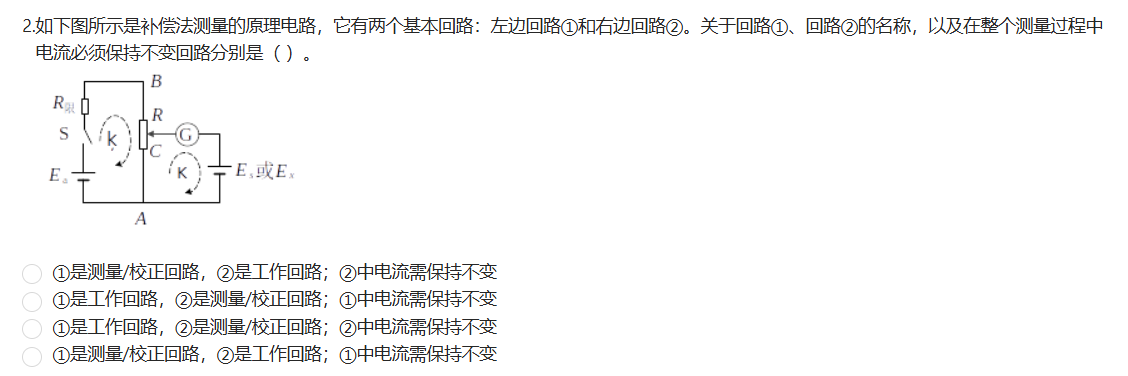 2.如下图所示是补偿法测量的原理电路，它有两个基本回路：左边回路①和右边回路②。关于回路①、回路②的名称，以及在整个测量过程中
电流必须保持不变回路分别是（ ）。
B
R限
R
S
K
G
C
Eₐ
K
Eₛ或Eₓ
A
①是测量/校正回路，②是工作回路；②中电流需保持不变
①是工作回路，②是测量/校正回路；①中电流需保持不变
①是工作回路，②是测量/校正回路；②中电流需保持不变
①是测量/校正回路，②是工作回路；①中电流需保持不变